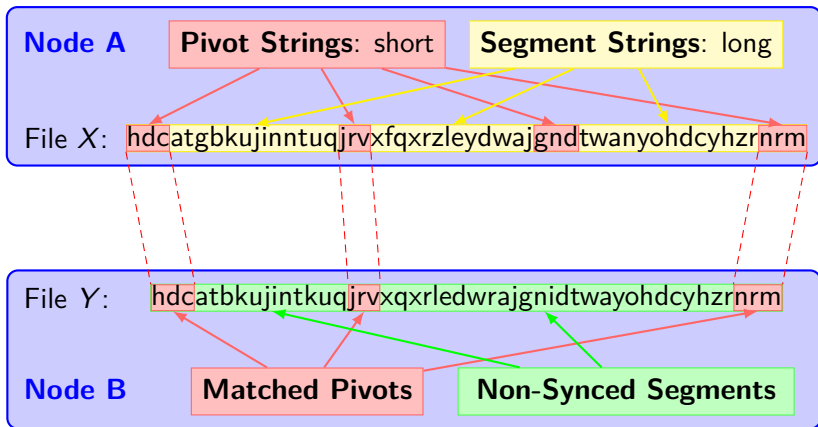 Node A Pivot Strings: short Segment Strings: long
File X: hdcatgbkujinntuqjrvxfqxrzleydwajgndtwanyohdcyhzrnrm
File Y: hdcatbkujintkuqjrvxqxrledwrajgnidtwayohdcyhzrnrm
Node B Matched Pivots Non-Synced Segments